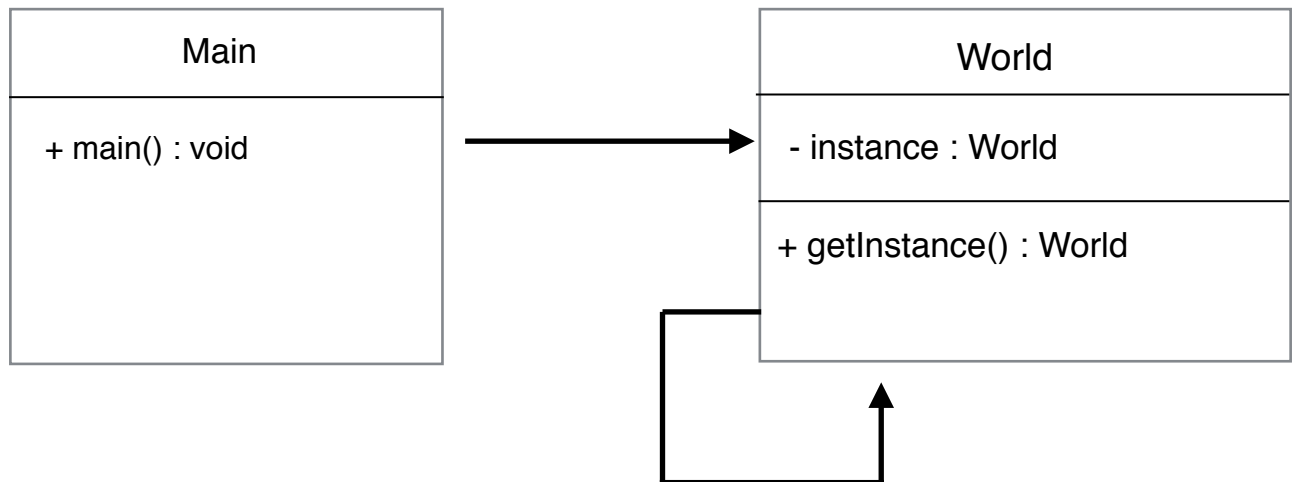 Main
+ main() : void
World
- instance : World
+ getInstance() : World